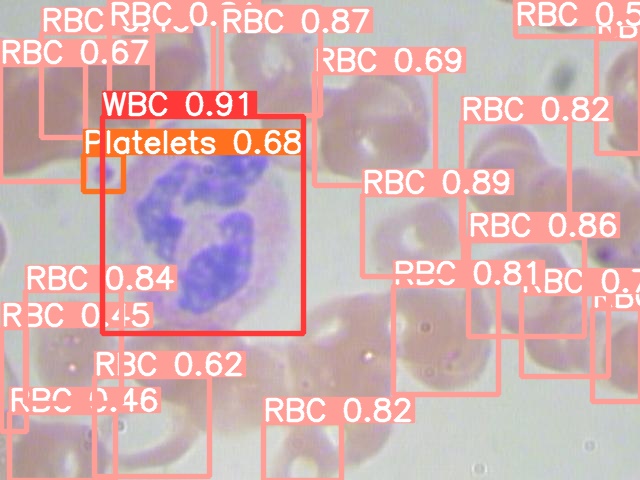 RBC
RBC 0.
RBC 0.87
RBC 0.5
RBC 0.67
RBC 0.69
WBC 0.91
RBC 0.82
Platelets 0.68
RBC 0.89
RBC 0.86
RBC 0.84
RBC 0.81
RBC 0.7
RBC 0.45
RBC 0.62
RBC 0.46
RBC 0.82